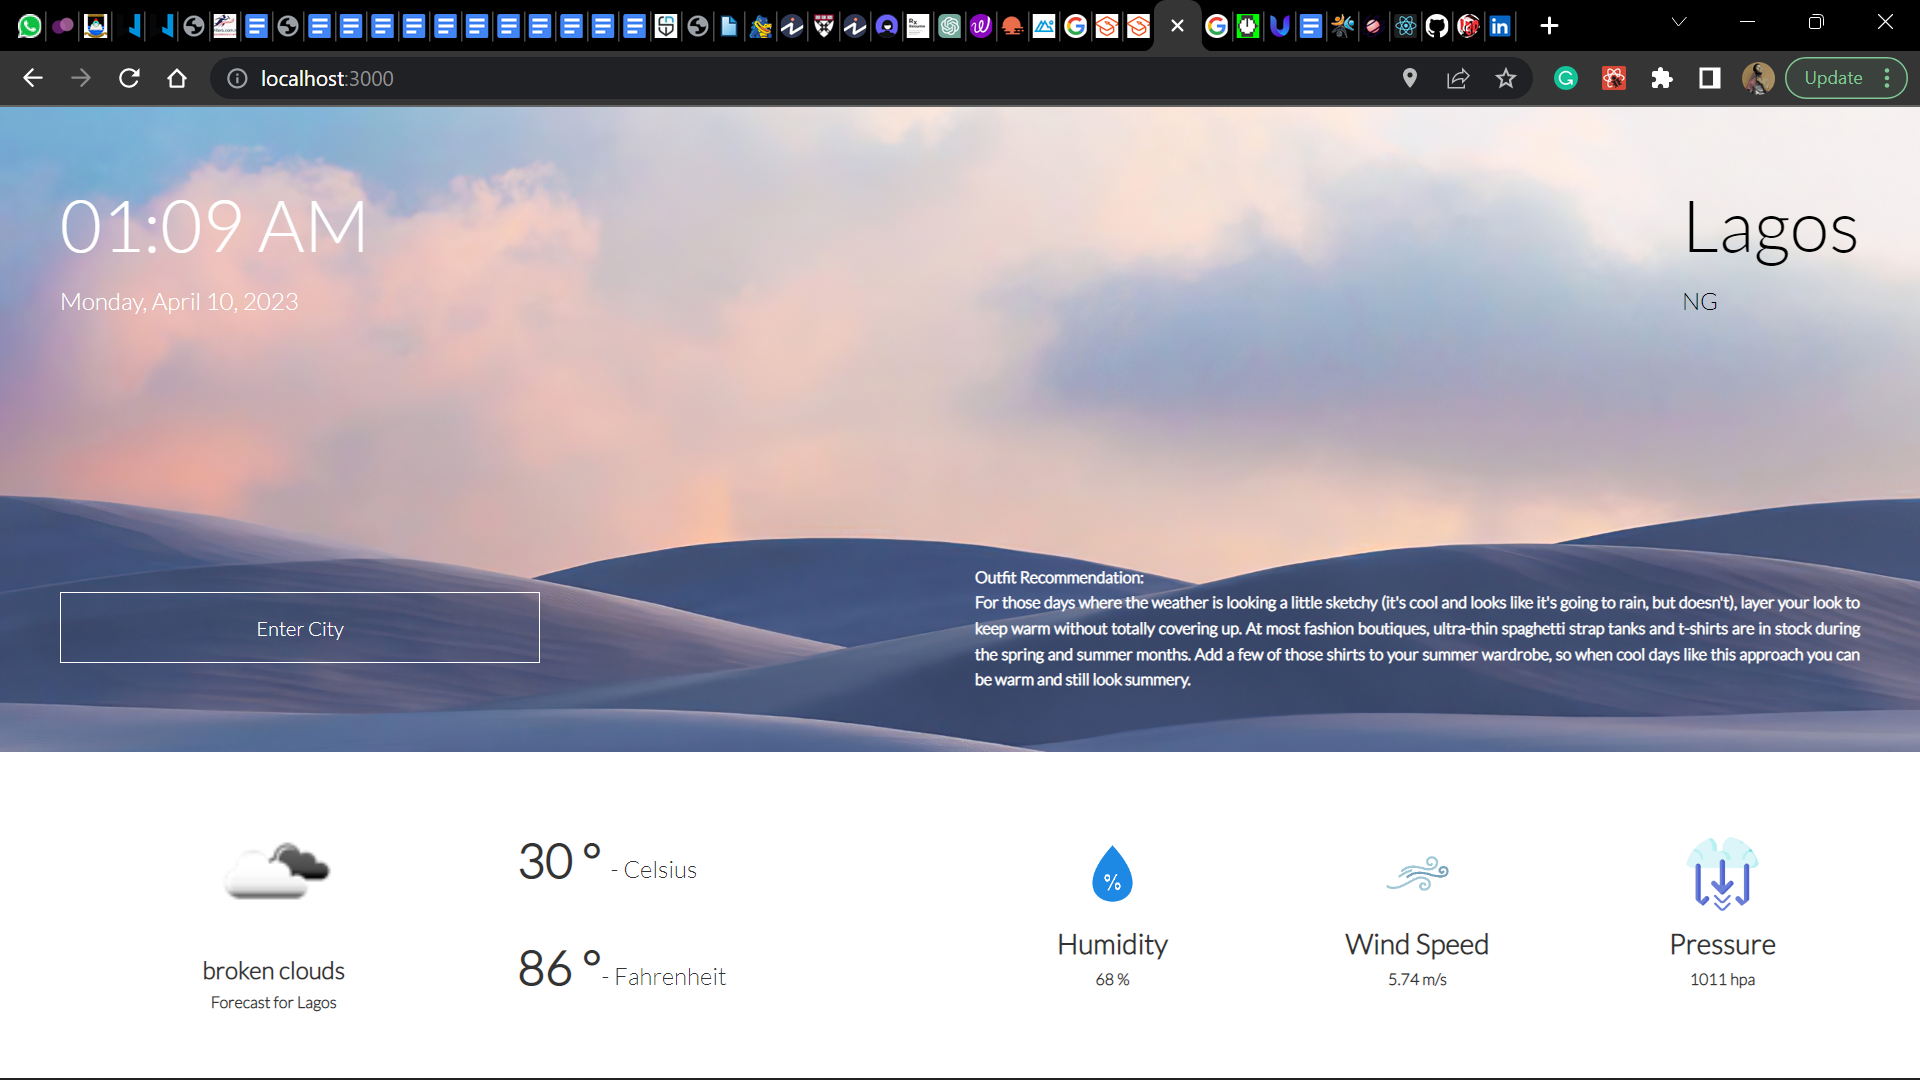 localhost:3000
Update
01:09 AM
Monday, April 10, 2023
Lagos
NG
Enter City
Outfit Recommendation:
For those days where the weather is looking a little sketchy (it's cool and looks like it's going to rain, but doesn't), layer your look to
keep warm without totally covering up. At most fashion boutiques, ultra-thin spaghetti strap tanks and t-shirts are in stock during
the spring and summer months. Add a few of those shirts to your summer wardrobe, so when cool days like this approach you can
be warm and still look summery.
30 ° - Celsius
86 ° - Fahrenheit
broken clouds
Forecast for Lagos
%
Humidity
68 %
Wind Speed
5.74 m/s
Pressure
1011 hpa